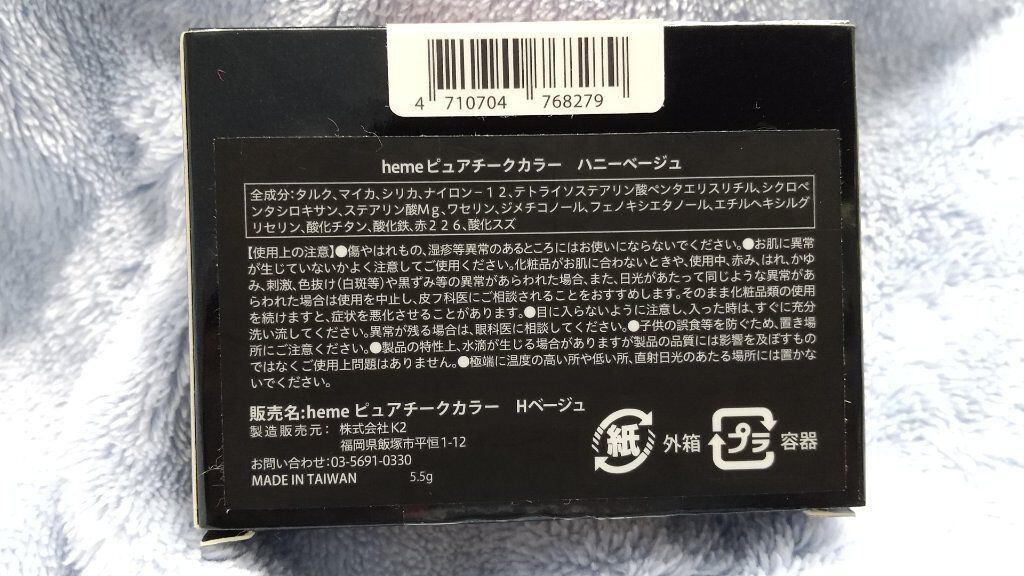 4 710704 768279
heme ピュアチークカラー　ハニーベージュ
全成分:タルク、マイカ、シリカ、ナイロン－１２、テトライソステアリン酸ペンタエリスリチル、シクロペ
ンタシロキサン、ステアリン酸Ｍｇ、ワセリン、ジメチコノール、フェノキシエタノール、エチルヘキシルグ
リセリン、酸化チタン、酸化鉄、赤２２６、酸化スズ
【使用上の注意】●傷やはれもの、湿疹等異常のあるところにはお使いにならないでください。●お肌に異常
が生じていないかよく注意してご使用ください。化粧品がお肌に合わないときや、使用中、赤み、はれ、かゆ
み、刺激、色抜け(白斑等)や黒ずみ等の異常があらわれた場合、また、日光があたって同じような異常があ
らわれた場合は使用を中止し、皮フ科医にご相談されることをおすすめします。そのまま化粧品類の使用
を続けますと、症状を悪化させることがあります。●目に入らないように注意し、入った時は、すぐに充分
洗い流してください。異常が残る場合は、眼科医に相談してください。●子供の誤食等を防ぐため、置き場
所にご注意ください。●製品の特性上、水滴が生じる場合がありますが製品の品質には影響を及ぼすもの
ではなくご使用上問題はありません。●極端に温度の高い所や低い所、直射日光のあたる場所には置かな
いでください。
販売名:heme ピュアチークカラー　Hベージュ
製造販売元：　株式会社K2
福岡県飯塚市平恒1-12
お問い合わせ:03-5691-0330
MADE IN TAIWAN　5.5g
紙 外箱 プラ 容器